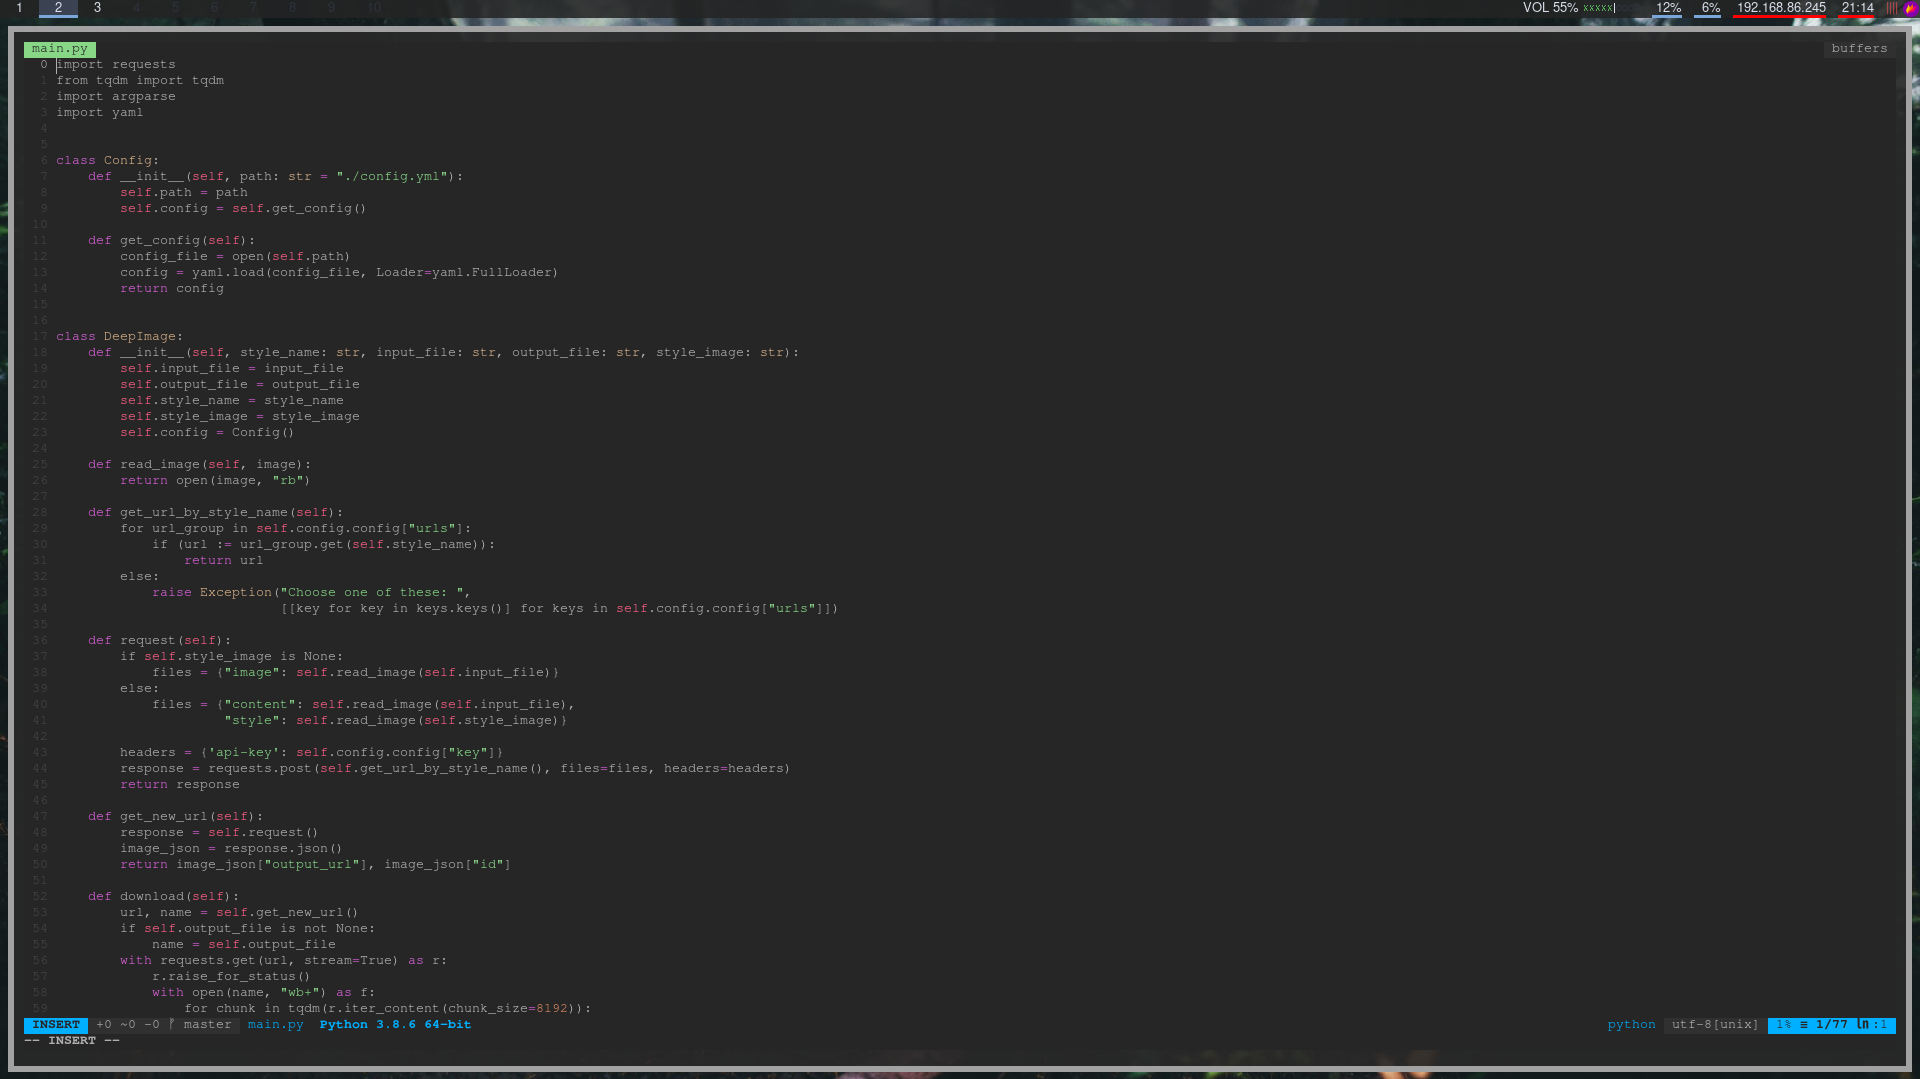 1 2 3 4 5 6 7 8 9 10 VOL 55% xxxxx| 12% 6% 192.168.86.245 21:14
main.py buffers
0 import requests
1 from tqdm import tqdm
2 import argparse
3 import yaml
4
5
6 class Config:
7     def __init__(self, path: str = "./config.yml"):
8         self.path = path
9         self.config = self.get_config()
10
11     def get_config(self):
12         config_file = open(self.path)
13         config = yaml.load(config_file, Loader=yaml.FullLoader)
14         return config
15
16
17 class DeepImage:
18     def __init__(self, style_name: str, input_file: str, output_file: str, style_image: str):
19         self.input_file = input_file
20         self.output_file = output_file
21         self.style_name = style_name
22         self.style_image = style_image
23         self.config = Config()
24
25     def read_image(self, image):
26         return open(image, "rb")
27
28     def get_url_by_style_name(self):
29         for url_group in self.config.config["urls"]:
30             if (url := url_group.get(self.style_name)):
31                 return url
32         else:
33             raise Exception("Choose one of these: ",
34                             [[key for key in keys.keys()] for keys in self.config.config["urls"]])
35
36     def request(self):
37         if self.style_image is None:
38             files = {"image": self.read_image(self.input_file)}
39         else:
40             files = {"content": self.read_image(self.input_file),
41                      "style": self.read_image(self.style_image)}
42
43         headers = {'api-key': self.config.config["key"]}
44         response = requests.post(self.get_url_by_style_name(), files=files, headers=headers)
45         return response
46
47     def get_new_url(self):
48         response = self.request()
49         image_json = response.json()
50         return image_json["output_url"], image_json["id"]
51
52     def download(self):
53         url, name = self.get_new_url()
54         if self.output_file is not None:
55             name = self.output_file
56         with requests.get(url, stream=True) as r:
57             r.raise_for_status()
58             with open(name, "wb+") as f:
59                 for chunk in tqdm(r.iter_content(chunk_size=8192)):
INSERT +0 ~0 -0 ᚠ master main.py Python 3.8.6 64-bit python utf-8[unix] 1% ≡ 1/77 ln :1
-- INSERT --